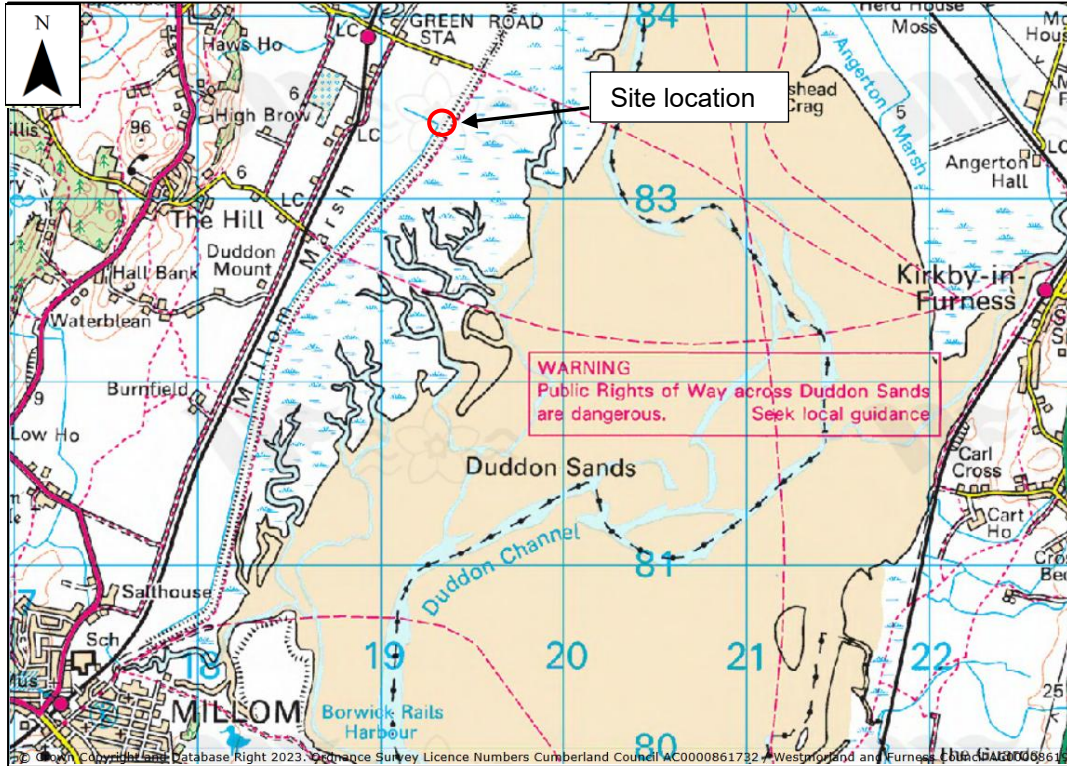 N
GREEN ROAD
STA
LC
Haws Ho
6
High Brow
96
LC
Site location
84
Herd House
Moss
Angerton Marsh
5
LC
Angerton
Hall
6
LC
83
The Hill
Duddon
Mount
Millom Marsh
Hall Bank
Waterblean
Kirkby-in-
Furness
Burnfield
9
WARNING
Public Rights of Way across Duddon Sands
are dangerous. Seek local guidance
Low Ho
Duddon Sands
Carl
Cross
Cart
Ho
Duddon Channel
81
Salthouse
Sch
18
19
20
21
22
25
MILLOM
Borwick Rails
Harbour
80
© Crown Copyright and Database Right 2023. Ordnance Survey Licence Numbers Cumberland Council AC0000861732 / Westmorland and Furness Council